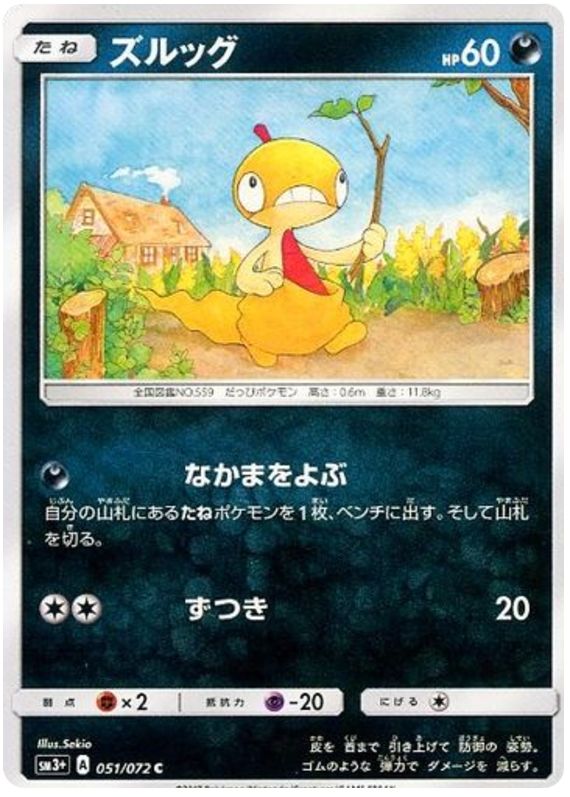 たね ズルッグ HP60
全国図鑑NO.559 だっぴポケモン 高さ:0.6m 重さ:11.8kg
なかまをよぶ
自分の山札にあるたねポケモンを1枚、ベンチに出す。そして山札
を切る。
ずつき 20
弱点 ×2 抵抗力 -20 にげる
Illus.Sekio
SM3+ A 051/072 C
皮を首まで引き上げて防御の姿勢。
ゴムのような弾力でダメージを減らす。